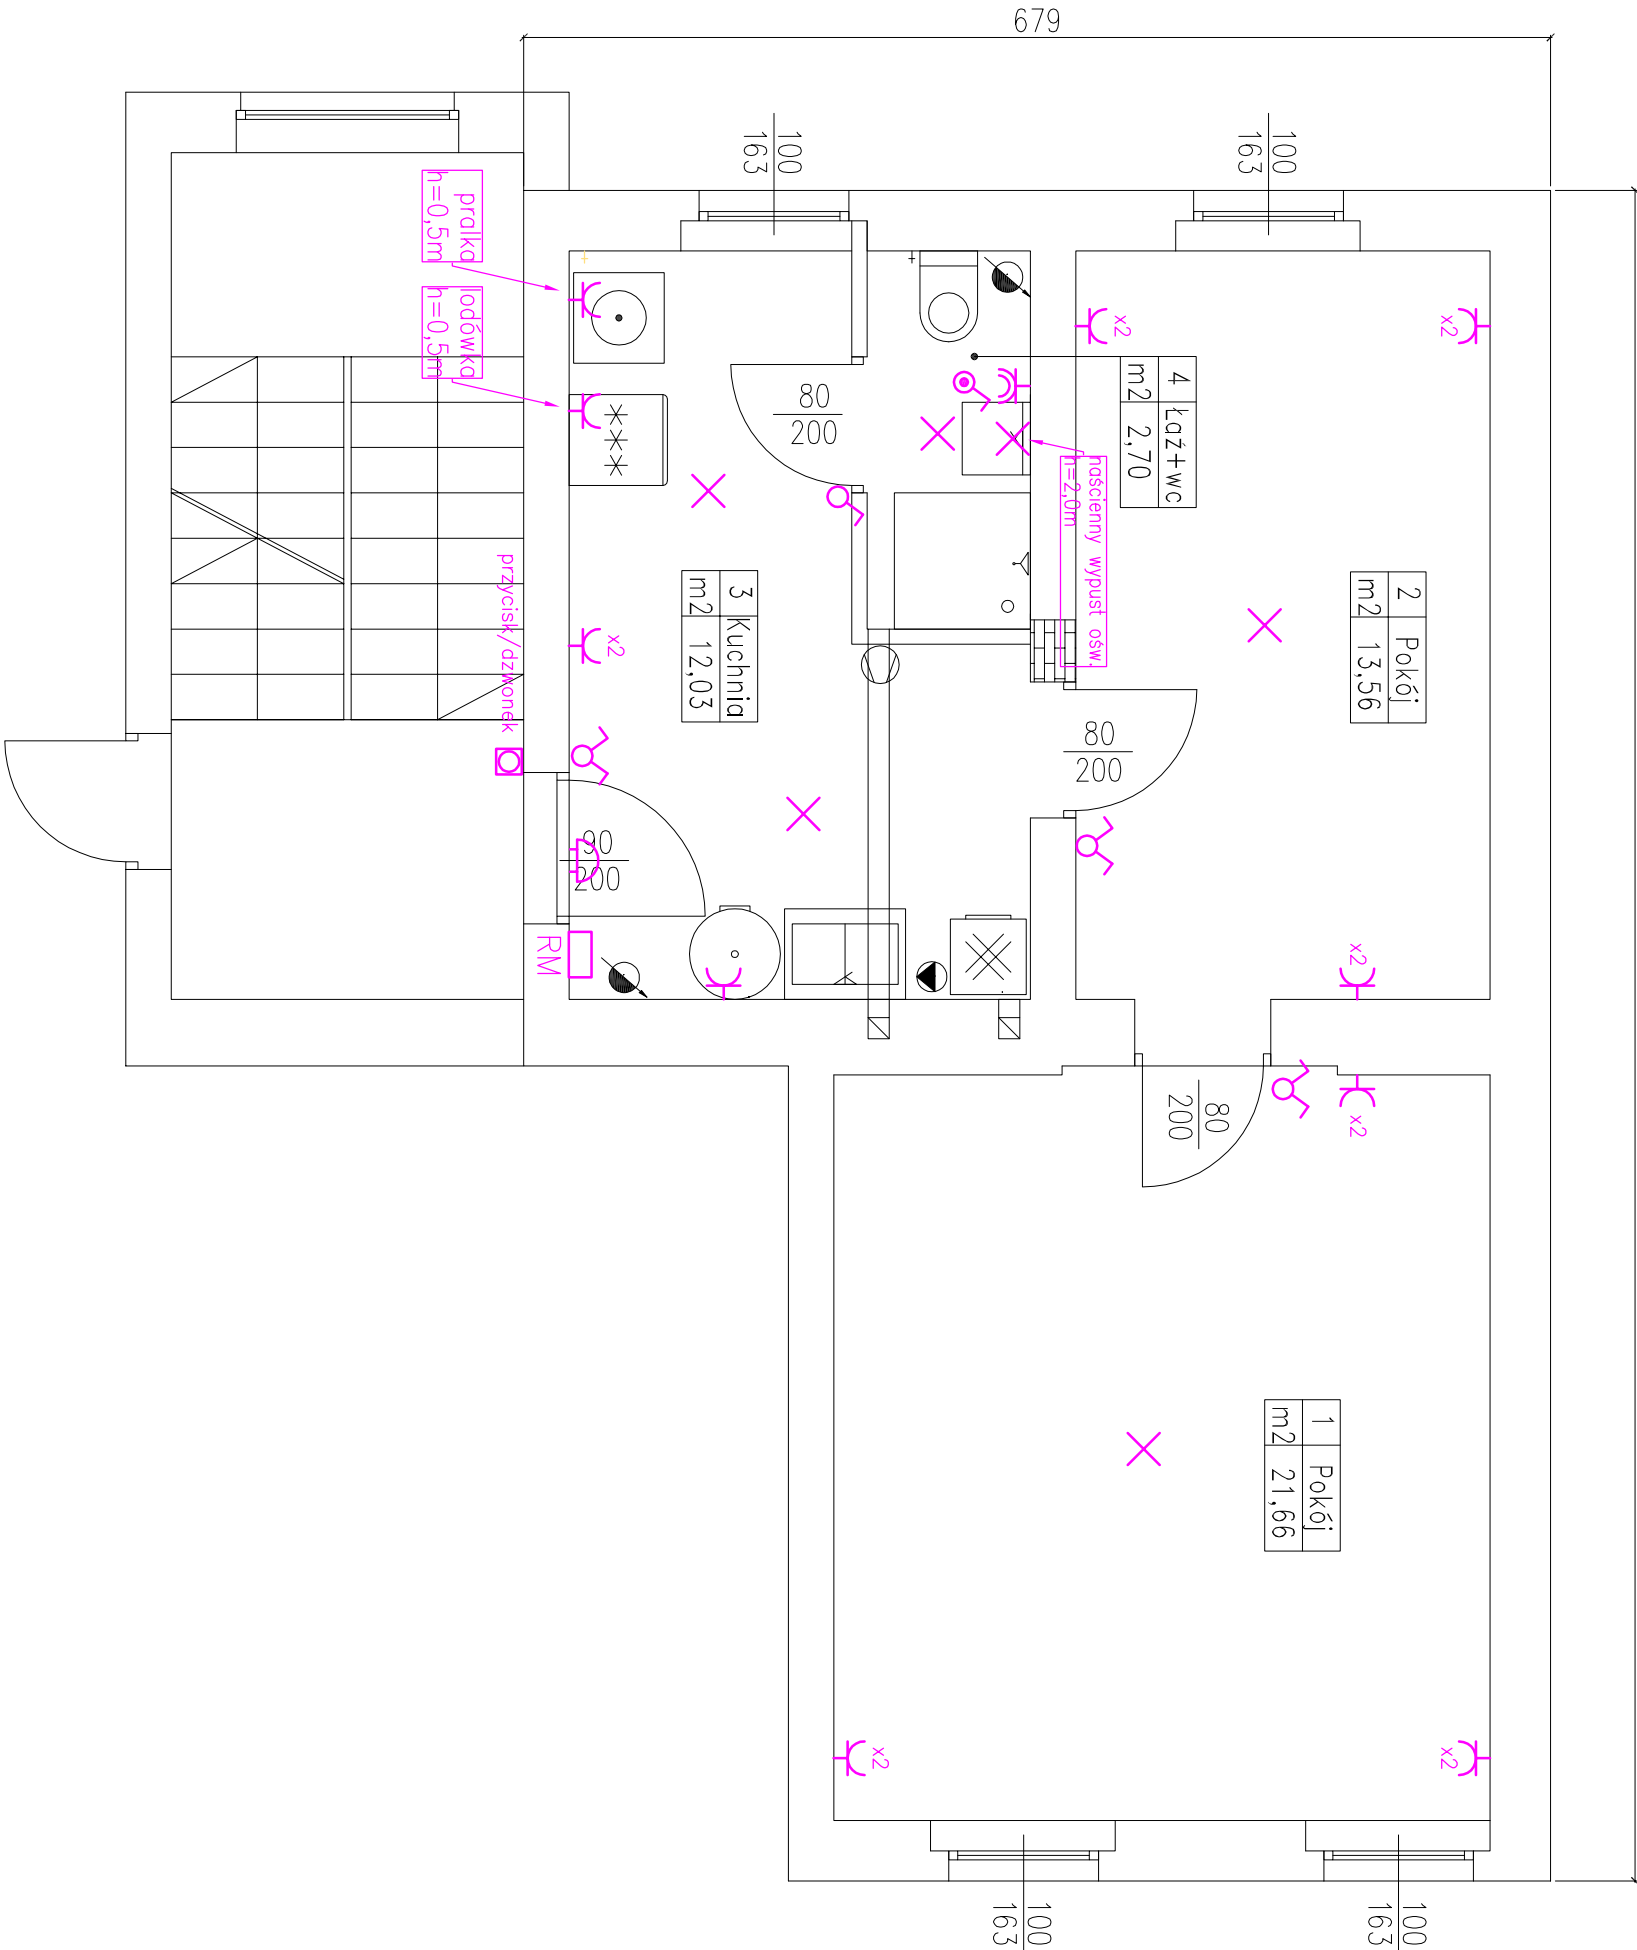 679
100
163
100
163
pralka
h=0,5m
lodówka
h=0,5m
80
200
4 Łaź+wc
m2 2,70
naścienny wypust ośw.
h=2,0m
x2
x2
2 Pokój
m2 13,56
3 Kuchnia
m2 12,03
x2
przycisk/dzwonek
80
200
90
200
RM
x2
x2
80
200
1 Pokój
m2 21,66
x2
x2
100
163
100
163